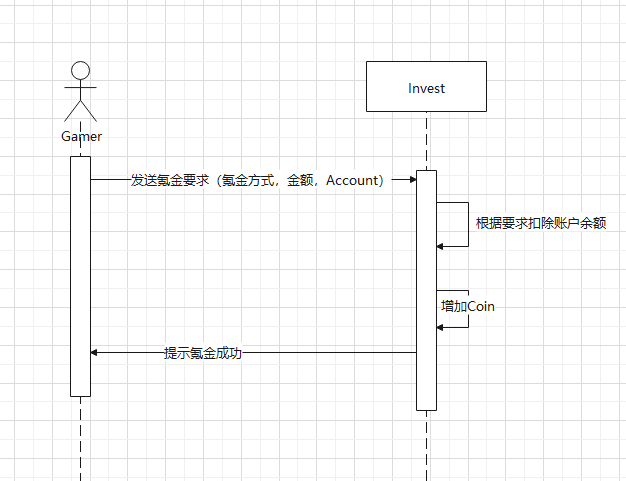 Gamer
Invest
发送氪金要求（氪金方式，金额，Account）
根据要求扣除账户余额
增加Coin
提示氪金成功